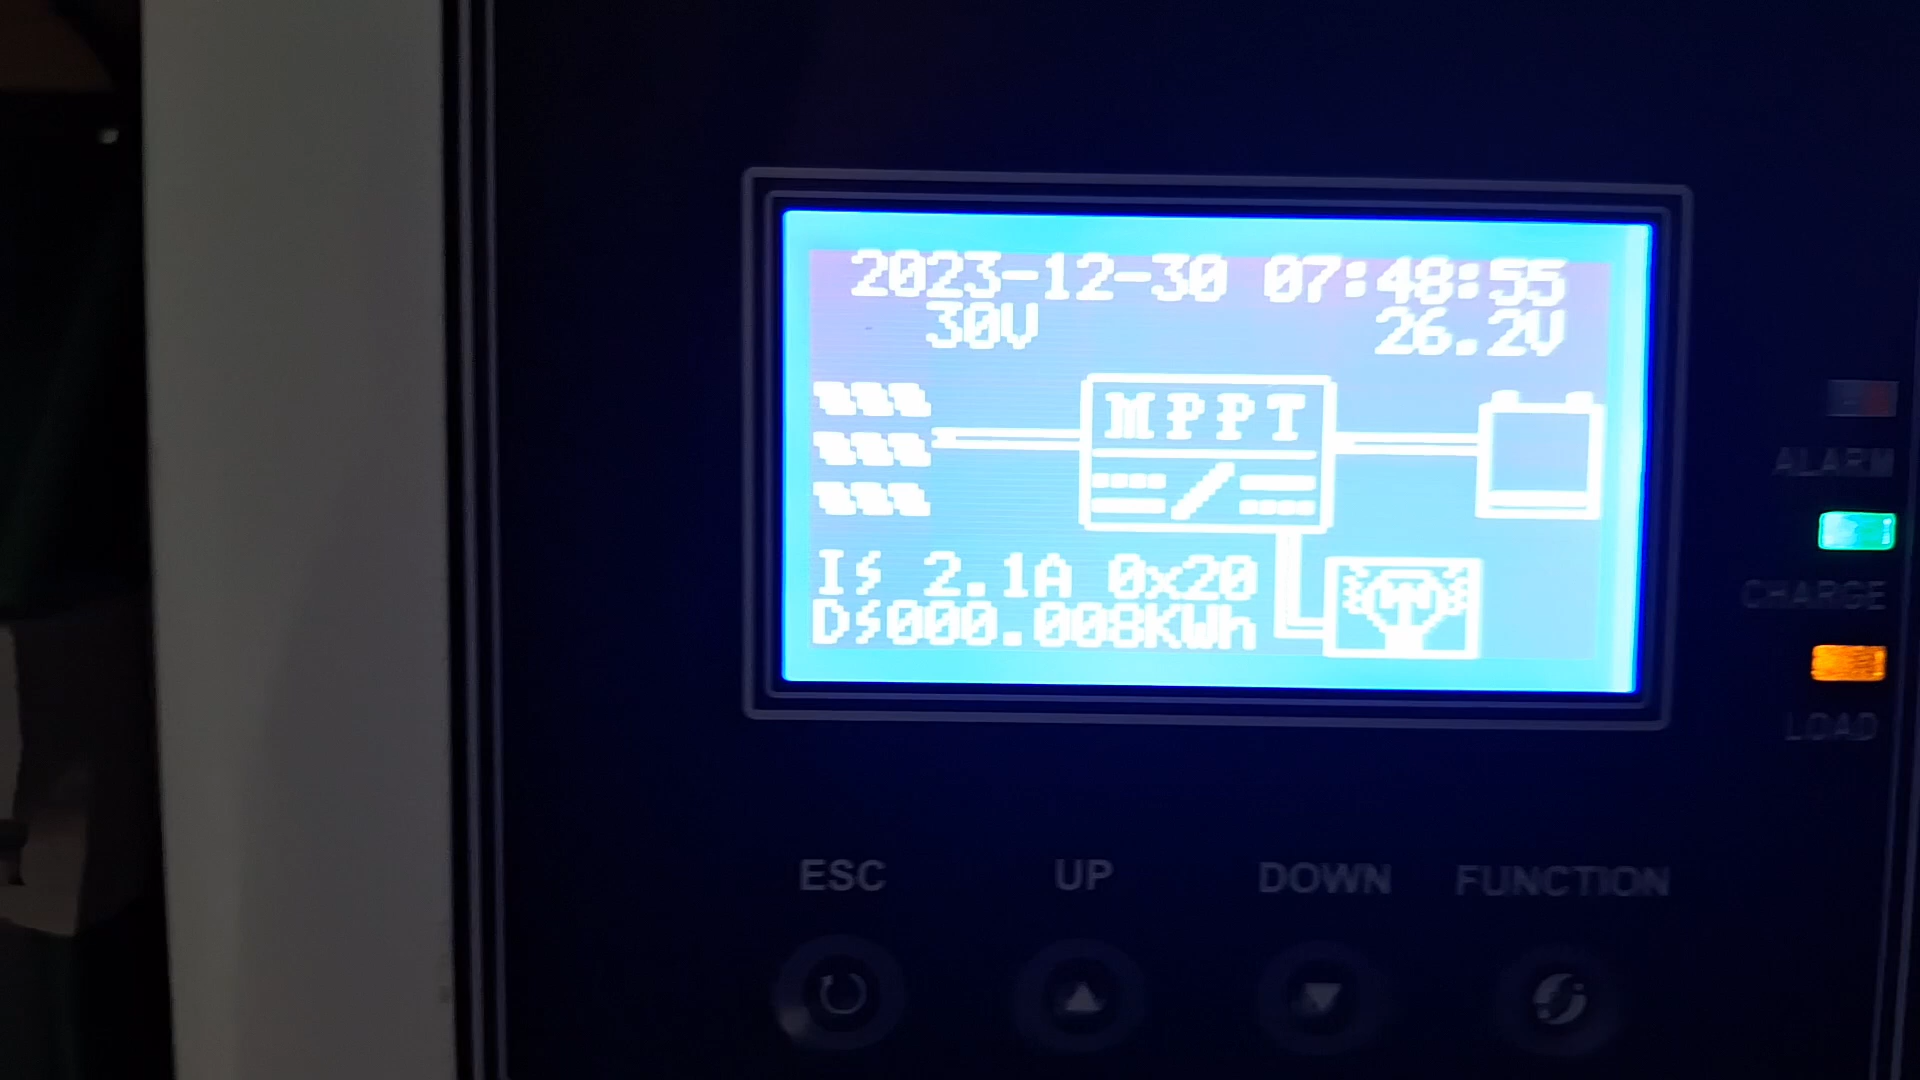 2023-12-30 07:48:55
30V 26.2V
MPPT
I 2.1A 0x20
D 000.008KWh
ALARM
CHARGE
LOAD
ESC UP DOWN FUNCTION